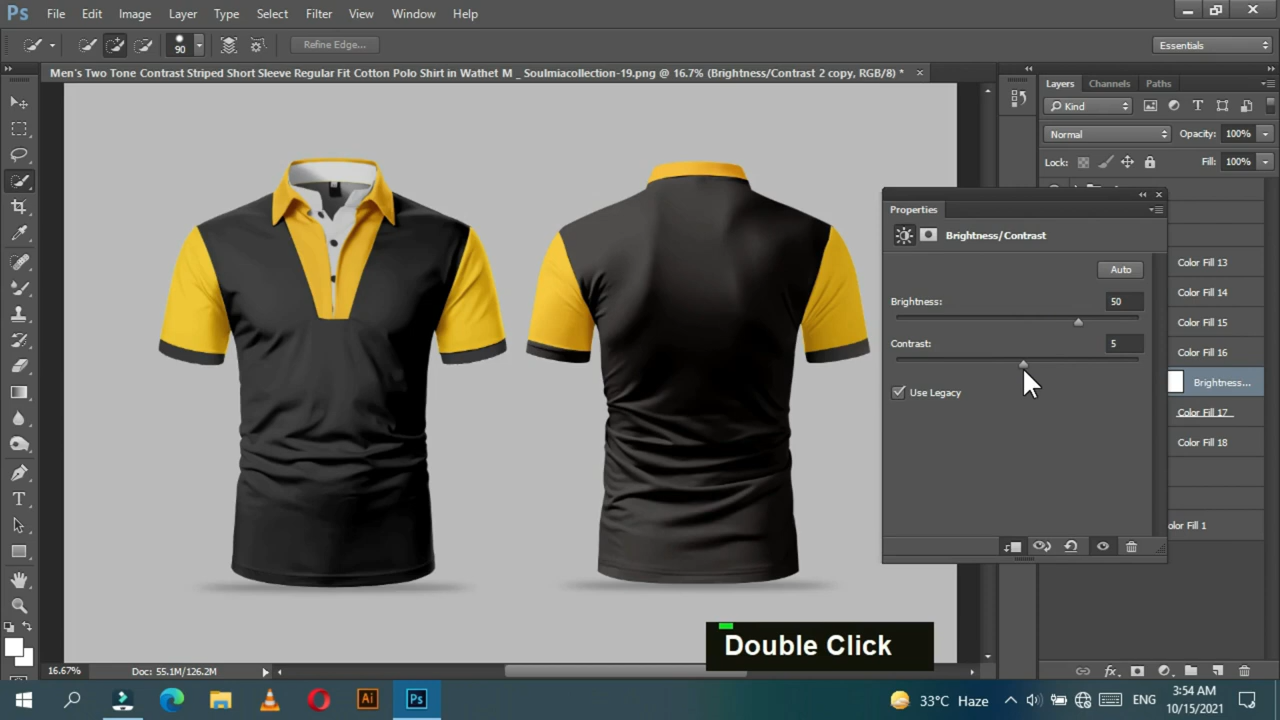 Ps File Edit Image Layer Type Select Filter View Window Help
90 Refine Edge... Essentials
Men's Two Tone Contrast Striped Short Sleeve Regular Fit Cotton Polo Shirt in Wathet M _ Soulmiacollection-19.png @ 16.7% (Brightness/Contrast 2 copy, RGB/8) *
Layers Channels Paths
Kind
Normal Opacity: 100%
Lock: Fill: 100%
Properties
Brightness/Contrast
Auto
Brightness: 50
Contrast: 5
Use Legacy
Color Fill 13
Color Fill 14
Color Fill 15
Color Fill 16
Brightness...
Color Fill 17
Color Fill 18
olor Fill 1
Double Click
16.67% Doc: 55.1M/126.2M
Ai Ps 33°C Haze ENG 3:54 AM
10/15/2021